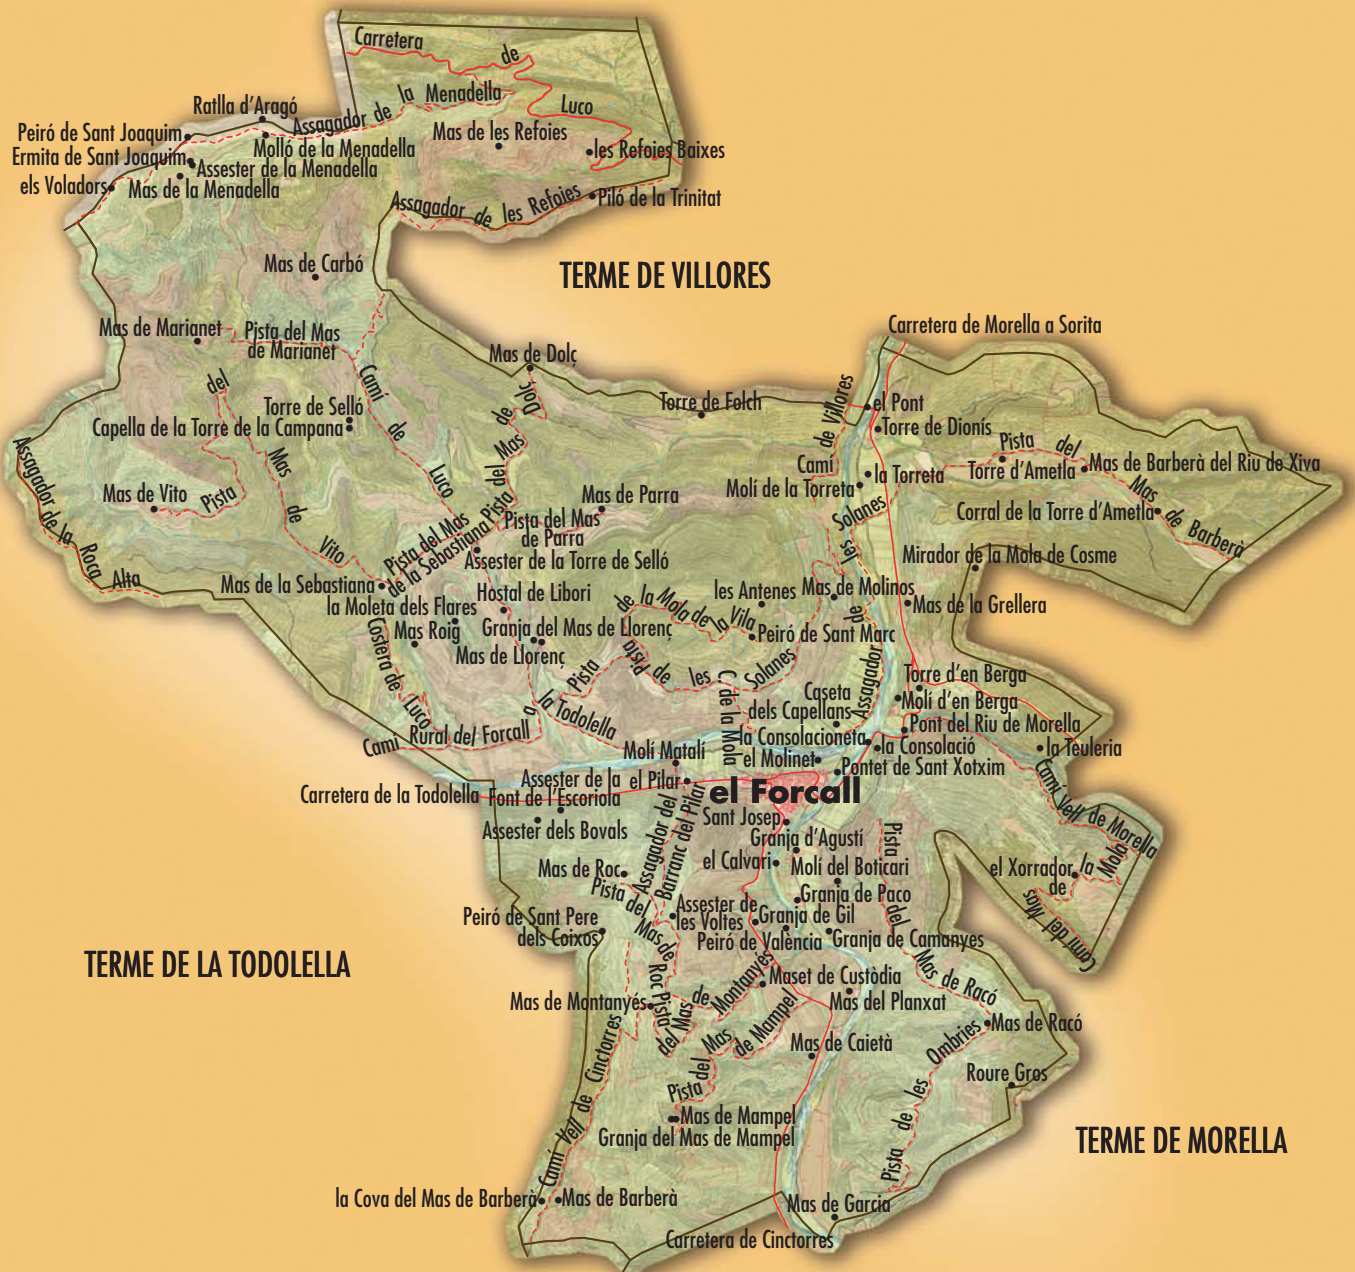 Carretera de Luco
Assagador de la Menadella
Ratlla d'Aragó
Peiró de Sant Joaquim
Molló de la Menadella
Mas de les Refoies
les Refoies Baixes
Ermita de Sant Joaquim
Assester de la Menadella
els Voladors
Mas de la Menadella
Assagador de les Refoies
Piló de la Trinitat
Mas de Carbó
TERME DE VILLORES
Mas de Marianet
Pista del Mas
de Marianet
Carretera de Morella a Sorita
Mas de Dolç
Camí de Luco
Pista del Mas de Dolç
Torre de Selló
Capella de la Torre de la Campana
Torre de Folch
Camí de Villores
el Pont
Torre de Dionís
Assagador de la Roca Alta
Mas de Vito
Pista del Mas de Vito
la Torreta
Molí de la Torreta
Torre d'Ametla
Mas de Barberà del Riu de Xiva
Pista del Mas de Barberà
Corral de la Torre d'Ametla
Mas de Parra
Pista del Mas
de Parra
Pista del Mas
de la Sebastiana
Assester de la Torre de Selló
Mas de la Sebastiana
Mirador de la Mola de Cosme
Assagador de les Solanes
Hostal de Libori
la Moleta dels Flares
Mas Roig
Granja del Mas de Llorenç
Mas de Llorenç
Costera de Luco
Pista de la Mola de la Vila
les Antenes
Mas de Molinos
Mas de la Grellera
Peiró de Sant Marc
Pista de les Solanes
C. de la Mola
Caseta
dels Capellans
Torre d'en Berga
Molí d'en Berga
Pont del Riu de Morella
Camí Rural del Forcall a la Todolella
la Consolacioneta
la Consolació
la Teuleria
Molí Matalí
el Molinet
Pontet de Sant Xotxim
Camí Vell de Morella
Carretera de la Todolella
Assester de la
Font de l'Escoriola
el Pilar
el Forcall
Assester dels Bovals
Assagador del
Barranc del Pilar
Sant Josep
Granja d'Agustí
el Calvari
Molí del Boticari
el Xorrador
Camí del Mas de la Mola
Mas de Roc
Pista del Mas de Roc
Granja de Paco
Assester de
les Voltes
Granja de Gil
Peiró de Sant Pere
dels Coixos
Peiró de València
Granja de Camanyes
Pista del Mas de Racó
TERME DE LA TODOLELLA
Maset de Custòdia
Mas de Montanyés
Pista del Mas de Montanyés
Mas del Planxat
Mas de Racó
Pista del Mas de Mampel
Mas de Caietà
Pista de les Ombries
Roure Gros
Camí Vell de Cinctorres
Mas de Mampel
Granja del Mas de Mampel
TERME DE MORELLA
la Cova del Mas de Barberà
Mas de Barberà
Mas de Garcia
Carretera de Cinctorres